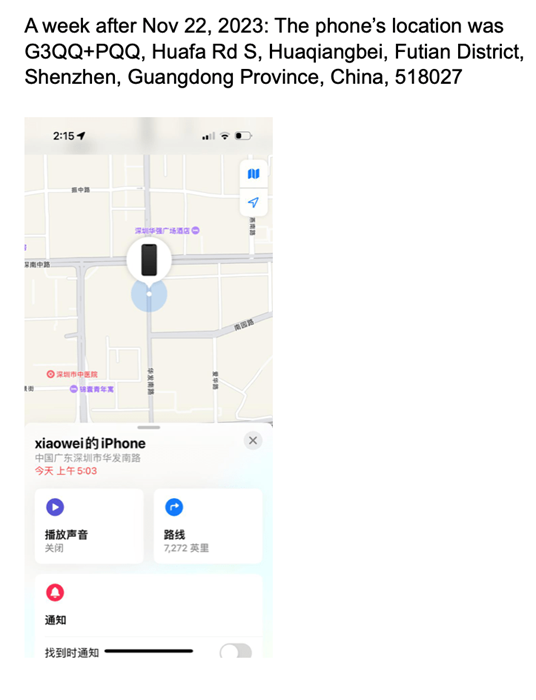 A week after Nov 22, 2023: The phone’s location was
G3QQ+PQQ, Huafa Rd S, Huaqiangbei, Futian District,
Shenzhen, Guangdong Province, China, 518027
2:15
振中路
深圳华强广场酒店
燕南路
深南中路
南园路
深圳市中医院
锦囊青年寓
华发南路
爱华路
xiaowei的iPhone
中国广东深圳市华发南路
今天 上午5:03
播放声音
关闭
路线
7,272 英里
通知
找到时通知